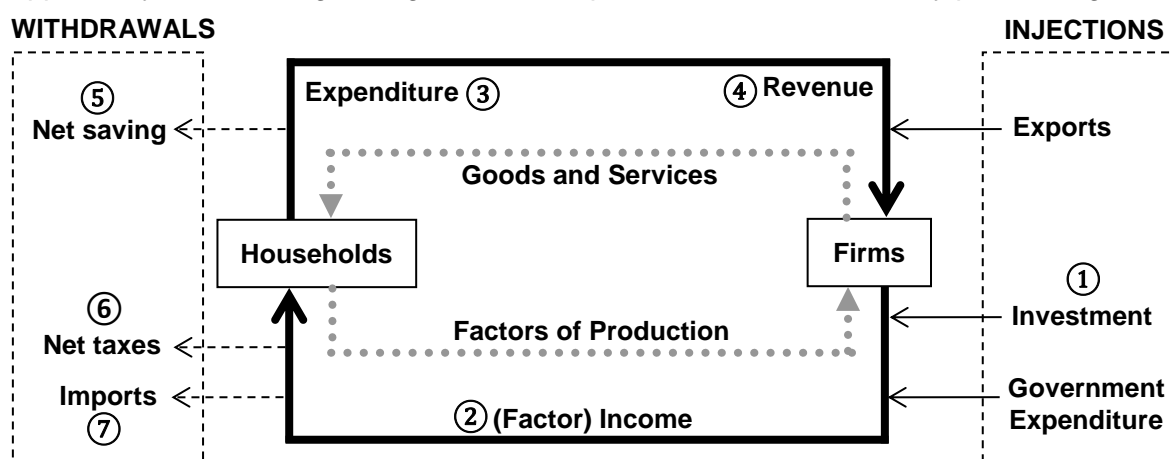 WITHDRAWALS
INJECTIONS
Expenditure ③
④ Revenue
⑤
Net saving
Exports
Goods and Services
Households
Firms
①
⑥
Investment
Factors of Production
Net taxes
Imports
Government
Expenditure
⑦
② (Factor) Income